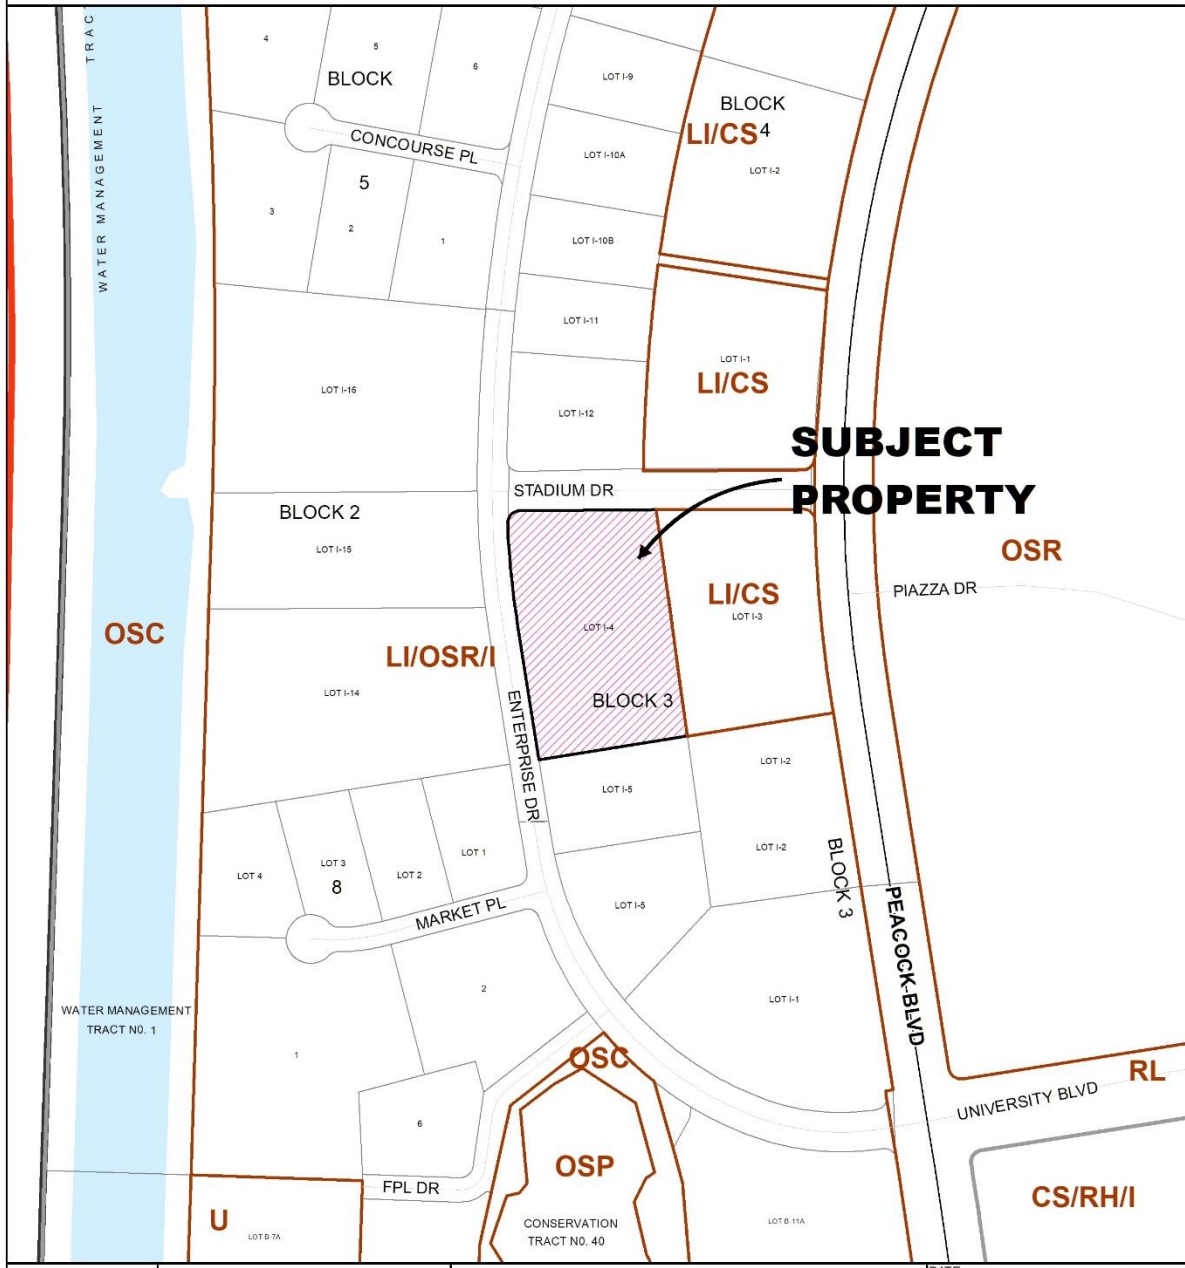 TRAC
WATER MANAGEMENT
4
5
6
BLOCK
CONCOURSE PL
5
3
2
1
LOT I-9
BLOCK
4
LI/CS
LOT I-10A
LOT I-2
LOT I-10B
LOT I-11
LOT I-1
LI/CS
LOT I-16
LOT I-12
SUBJECT
PROPERTY
STADIUM DR
BLOCK 2
LOT I-15
OSR
PIAZZA DR
LI/CS
LOT I-3
LOT I-4
OSC
LI/OSR/I
LOT I-14
BLOCK 3
ENTERPRISE DR
LOT I-2
LOT I-5
LOT I-2
BLOCK 3
LOT 4
LOT 3
8
LOT 2
LOT 1
MARKET PL
LOT I-5
PEACOCK BLVD
WATER MANAGEMENT
TRACT N0. 1
2
1
LOT I-1
OSC
RL
UNIVERSITY BLVD
6
OSP
FPL DR
CS/RH/I
U
LOT B-7A
CONSERVATION
TRACT N0. 40
LOT B-11A
DATE